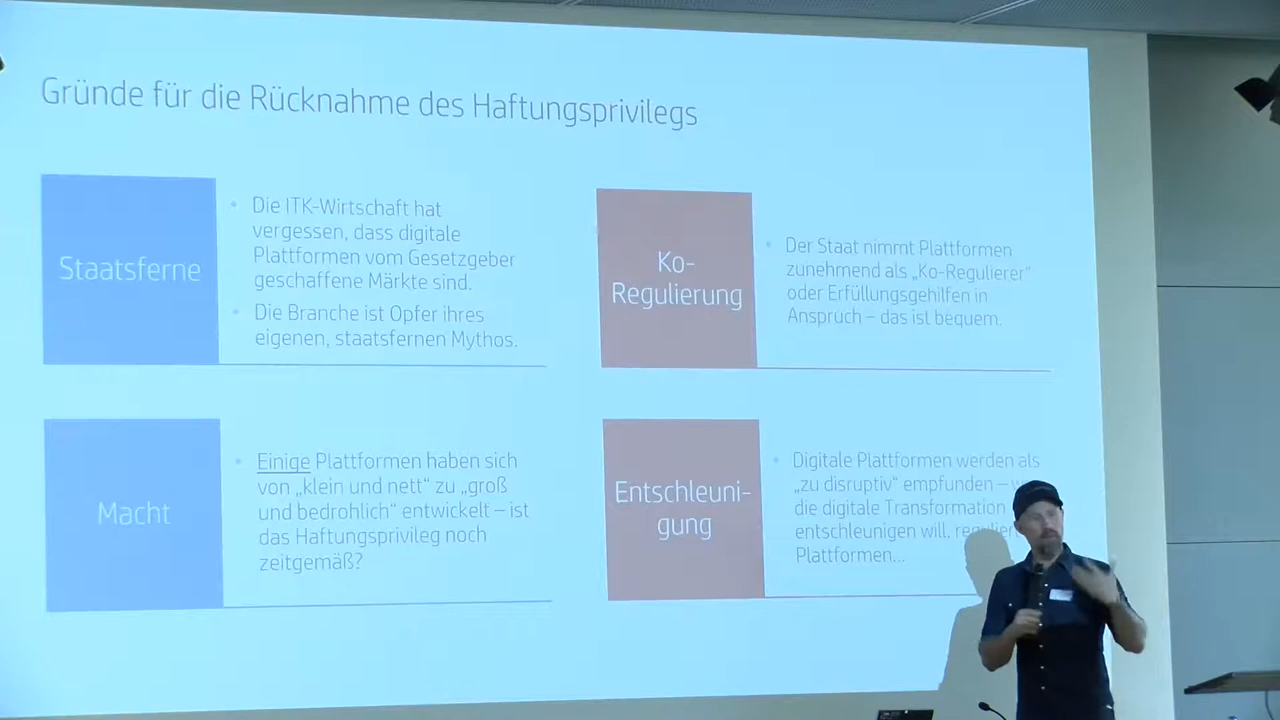 Gründe für die Rücknahme des Haftungsprivilegs
Staatsferne
• Die ITK-Wirtschaft hat
vergessen, dass digitale
Plattformen vom Gesetzgeber
geschaffene Märkte sind.
• Die Branche ist Opfer ihres
eigenen, staatsfernen Mythos.
Ko-
Regulierung
• Der Staat nimmt Plattformen
zunehmend als „Ko-Regulierer“
oder Erfüllungsgehilfen in
Anspruch – das ist bequem.
Macht
• Einige Plattformen haben sich
von „klein und nett“ zu „groß
und bedrohlich“ entwickelt – ist
das Haftungsprivileg noch
zeitgemäß?
Entschleuni-
gung
• Digitale Plattformen werden als
„zu disruptiv“ empfunden –
die digitale Transformation
entschleunigen will,
Plattformen...